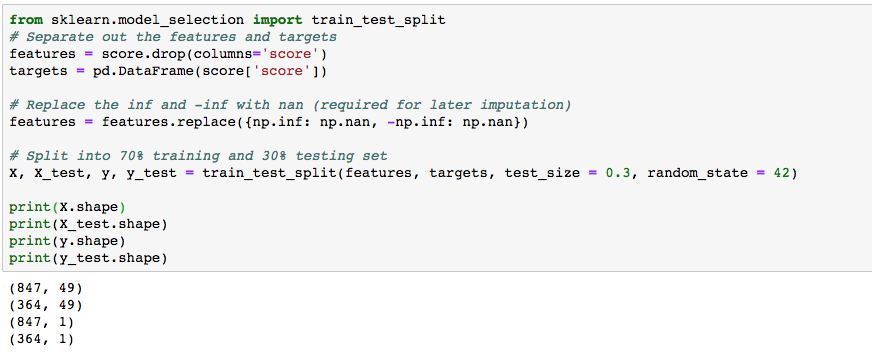 from sklearn.model_selection import train_test_split
# Separate out the features and targets
features = score.drop(columns='score')
targets = pd.DataFrame(score['score'])
# Replace the inf and -inf with nan (required for later imputation)
features = features.replace({np.inf: np.nan, -np.inf: np.nan})
# Split into 70% training and 30% testing set
X, X_test, y, y_test = train_test_split(features, targets, test_size = 0.3, random_state = 42)
print(X.shape)
print(X_test.shape)
print(y.shape)
print(y_test.shape)
(847, 49)
(364, 49)
(847, 1)
(364, 1)